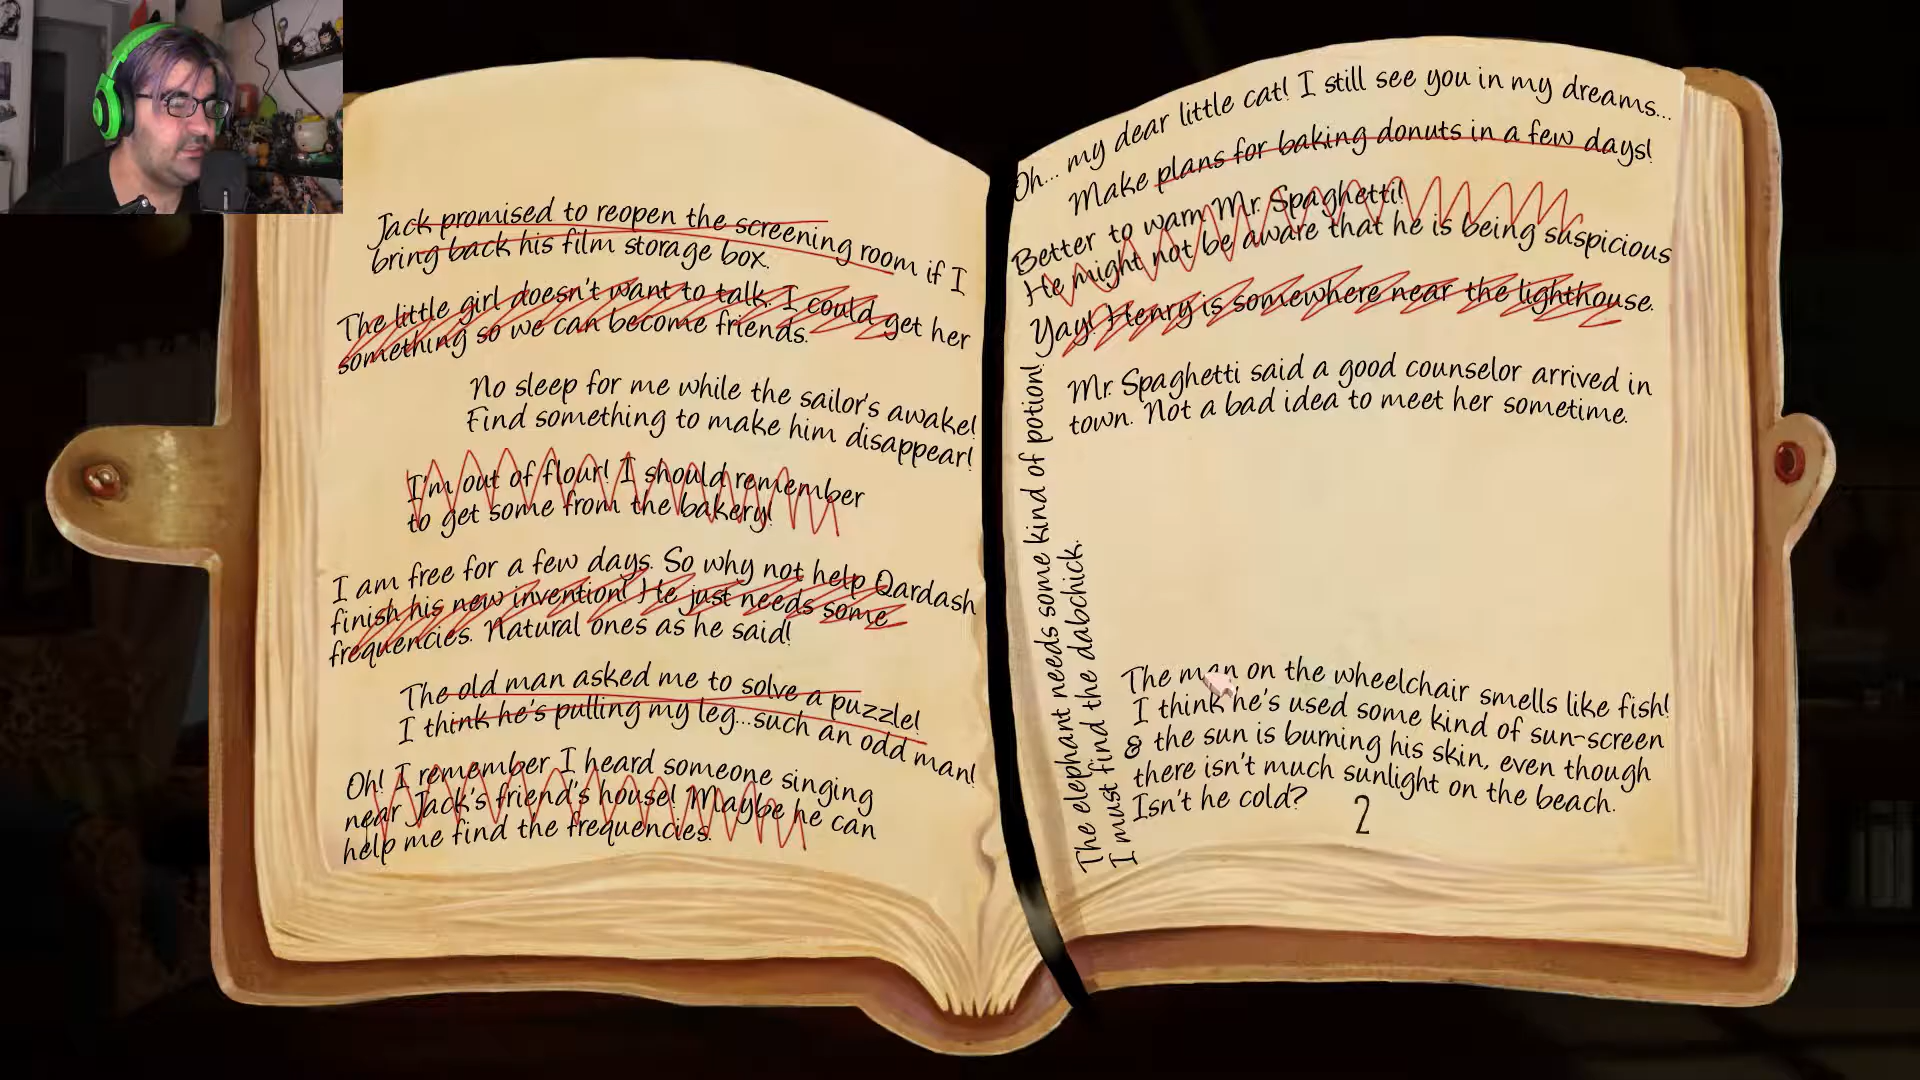 Jack promised to reopen the screening room if I
bring back his film storage box.
The little girl doesn't want to talk. I could get her
something so we can become friends.
No sleep for me while the sailor's awake!
Find something to make him disappear!
I'm out of flour! I should remember
to get some from the bakery!
I am free for a few days. So why not help Qardash
finish his new invention! He just needs some
frequencies. Natural ones as he said!
The old man asked me to solve a puzzle!
I think he's pulling my leg...such an odd man!
Oh! I remember I heard someone singing
near Jack's friend's house! Maybe he can
help me find the frequencies.
Oh... my dear little cat! I still see you in my dreams...
Make plans for baking donuts in a few days!
Better to warn Mr. Spaghetti!
He might not be aware that he is being suspicious
Yay! Henry is somewhere near the lighthouse.
Mr. Spaghetti said a good counselor arrived in
town. Not a bad idea to meet her sometime.
The elephant needs some kind of potion!
I must find the dabchick.
The man on the wheelchair smells like fish!
I think he's used some kind of sun-screen
the sun is burning his skin, even though
there isn't much sunlight on the beach.
Isn't he cold?
2